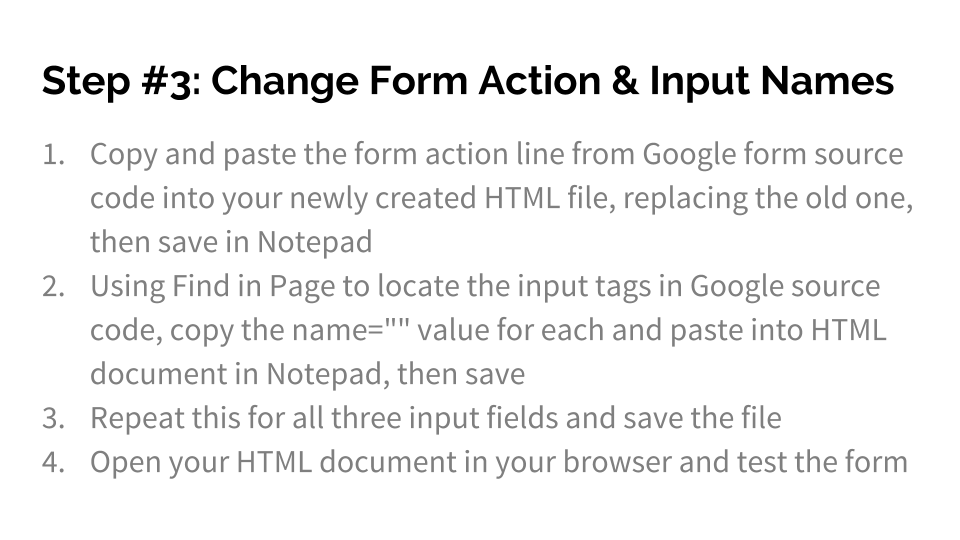 Step #3: Change Form Action & Input Names
1. Copy and paste the form action line from Google form source
code into your newly created HTML file, replacing the old one,
then save in Notepad
2. Using Find in Page to locate the input tags in Google source
code, copy the name="" value for each and paste into HTML
document in Notepad, then save
3. Repeat this for all three input fields and save the file
4. Open your HTML document in your browser and test the form